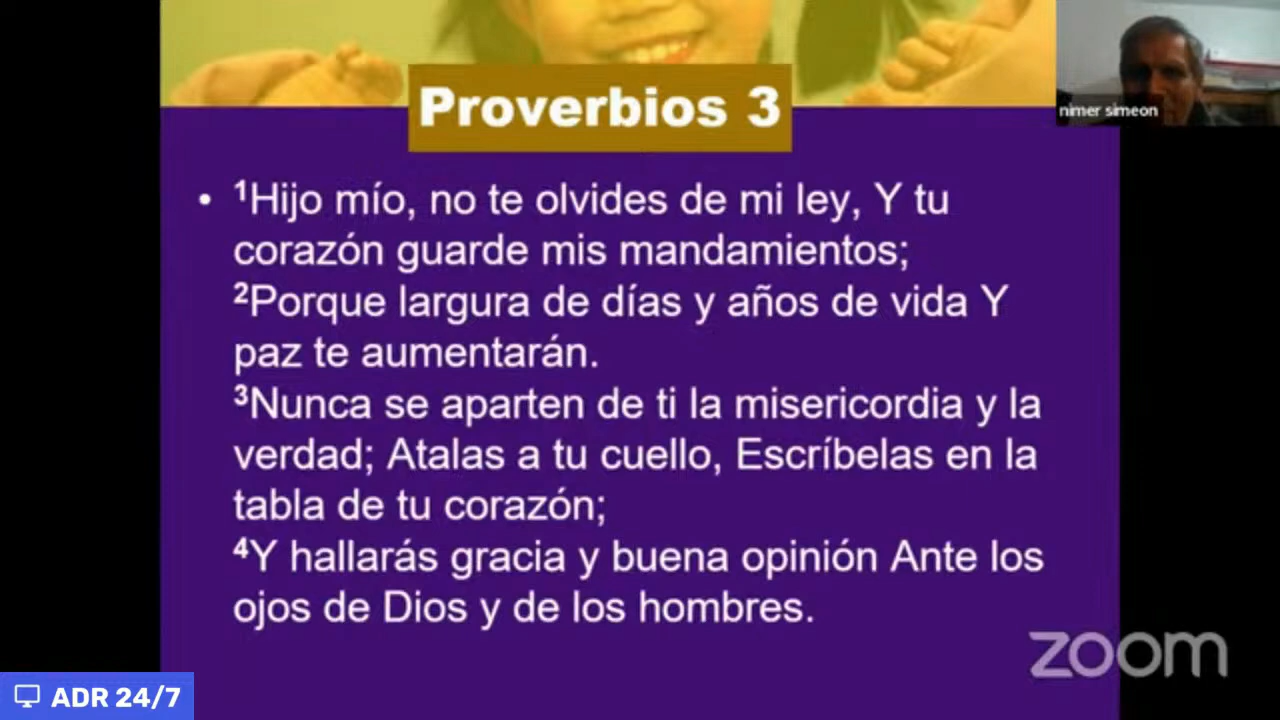 Proverbios 3
nimer simeon
• ¹Hijo mío, no te olvides de mi ley, Y tu
corazón guarde mis mandamientos;
²Porque largura de días y años de vida Y
paz te aumentarán.
³Nunca se aparten de ti la misericordia y la
verdad; Atalas a tu cuello, Escríbelas en la
tabla de tu corazón;
⁴Y hallarás gracia y buena opinión Ante los
ojos de Dios y de los hombres.
zoom
ADR 24/7